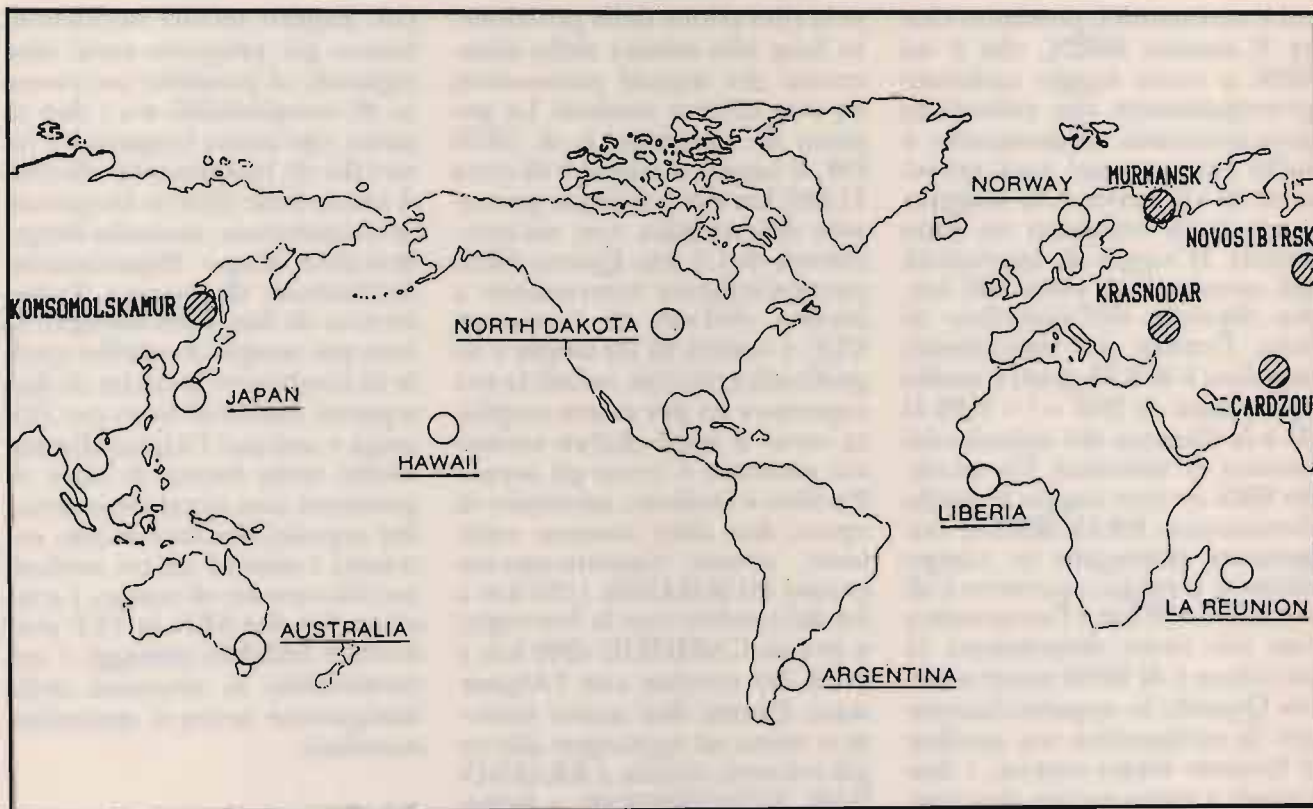 NORWAY
MURMANSK
NOVOSIBIRSK
KOMSOMOLSKAMUR
KRASNODAR
NORTH DAKOTA
CARDZOU
JAPAN
HAWAII
LIBERIA
LA REUNION
AUSTRALIA
ARGENTINA